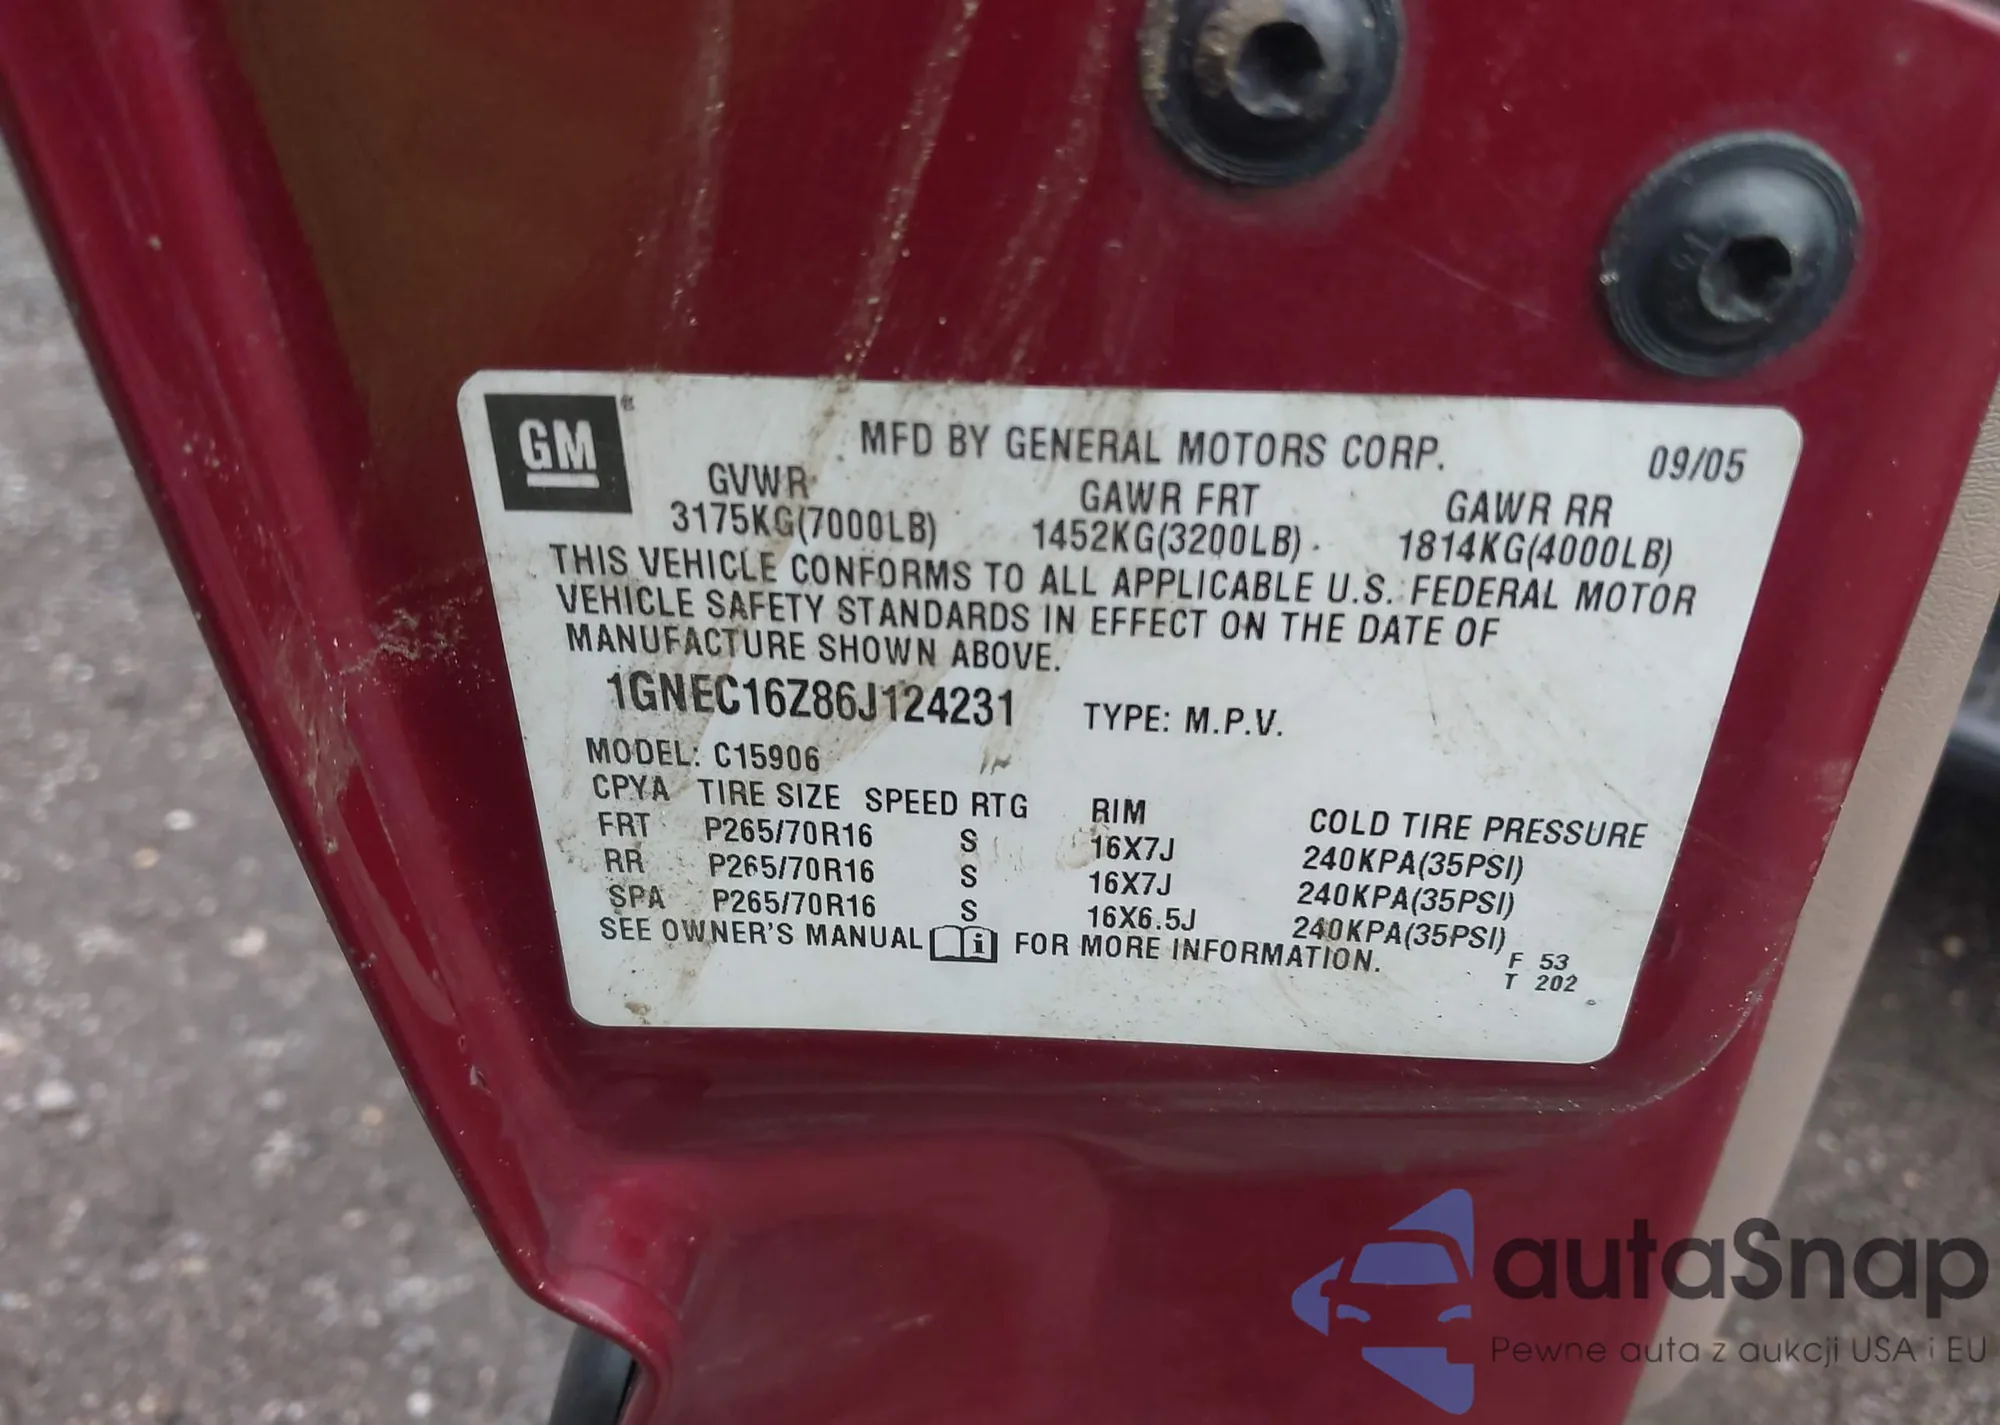 GM
MFD BY GENERAL MOTORS CORP. 09/05
GVWR GAWR FRT GAWR RR
3175KG(7000LB) 1452KG(3200LB) 1814KG(4000LB)
THIS VEHICLE CONFORMS TO ALL APPLICABLE U.S. FEDERAL MOTOR
VEHICLE SAFETY STANDARDS IN EFFECT ON THE DATE OF
MANUFACTURE SHOWN ABOVE.
1GNEC16Z86J124231 TYPE: M.P.V.
MODEL: C15906
CPYA TIRE SIZE SPEED RTG RIM COLD TIRE PRESSURE
FRT P265/70R16 S 16X7J 240KPA(35PSI)
RR P265/70R16 S 16X7J 240KPA(35PSI)
SPA P265/70R16 S 16X6.5J 240KPA(35PSI)
SEE OWNER'S MANUAL FOR MORE INFORMATION.
F 53
T 202
autaSnap
Pewne auta z aukcji USA i EU